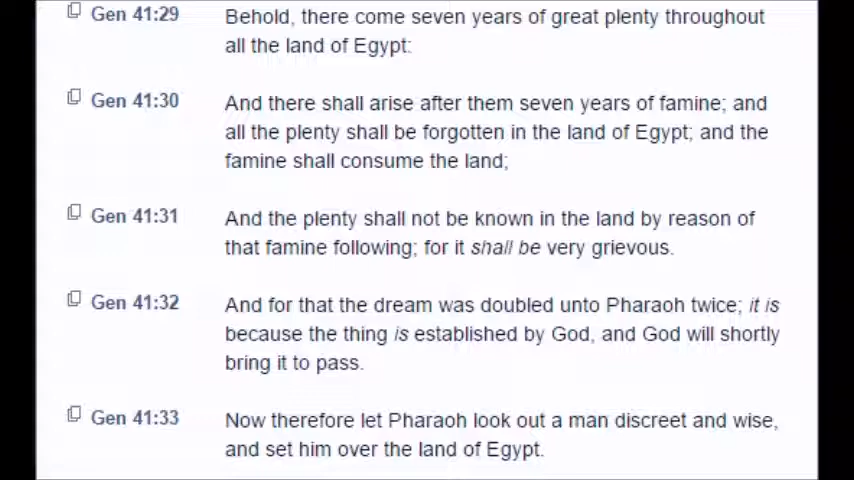 Gen 41:29 Behold, there come seven years of great plenty throughout
all the land of Egypt:
Gen 41:30 And there shall arise after them seven years of famine; and
all the plenty shall be forgotten in the land of Egypt; and the
famine shall consume the land;
Gen 41:31 And the plenty shall not be known in the land by reason of
that famine following; for it shall be very grievous.
Gen 41:32 And for that the dream was doubled unto Pharaoh twice; it is
because the thing is established by God, and God will shortly
bring it to pass.
Gen 41:33 Now therefore let Pharaoh look out a man discreet and wise,
and set him over the land of Egypt.